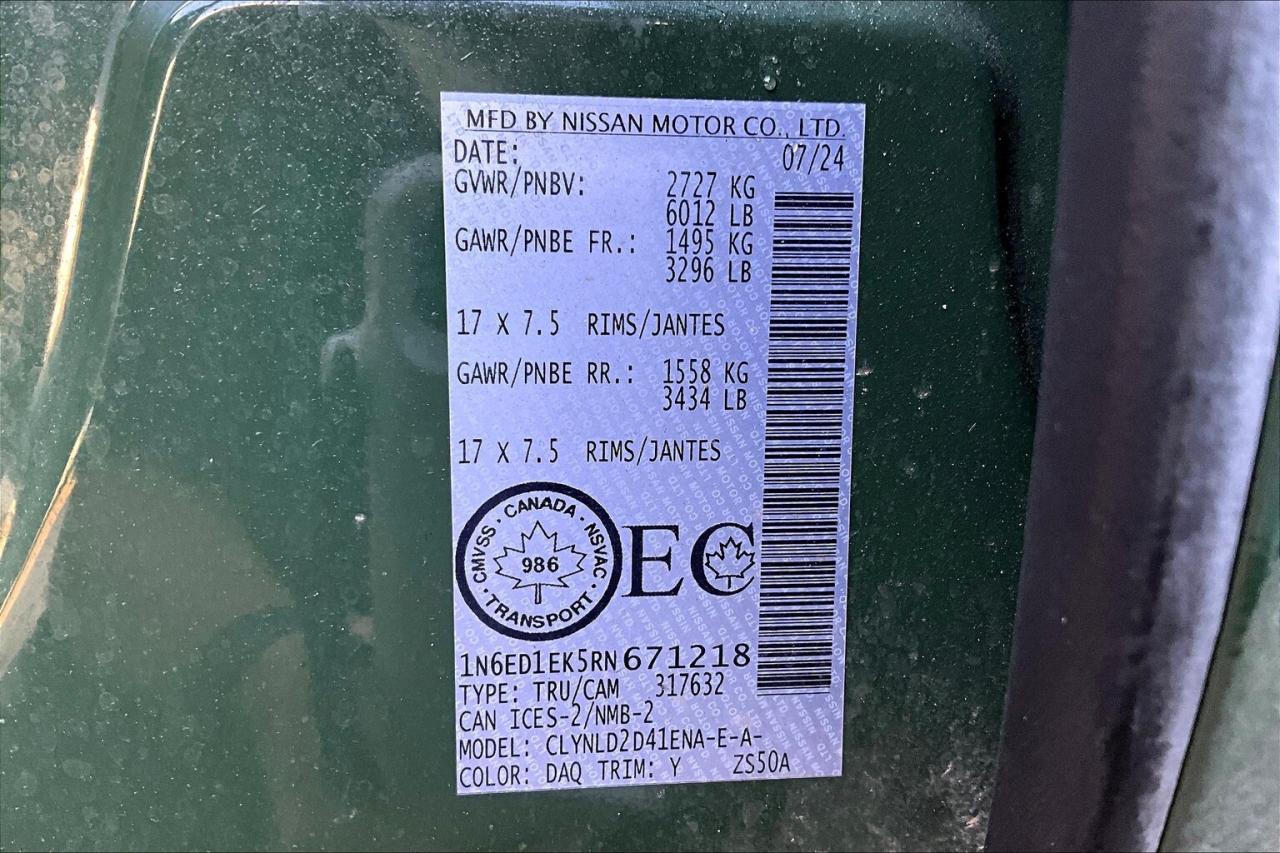 MFD BY NISSAN MOTOR CO., LTD.
DATE: 07/24
GVWR/PNBV: 2727 KG
6012 LB
GAWR/PNBE FR.: 1495 KG
3296 LB
17 X 7.5 RIMS/JANTES
GAWR/PNBE RR.: 1558 KG
3434 LB
17 X 7.5 RIMS/JANTES
CMVSS · CANADA · NSVAC · TRANSPORT ·
986
EC
1N6ED1EK5RN671218
TYPE: TRU/CAM 317632
CAN ICES-2/NMB-2
MODEL: CLYNLD2D41ENA-E-A-
COLOR: DAQ TRIM: Y ZS50A